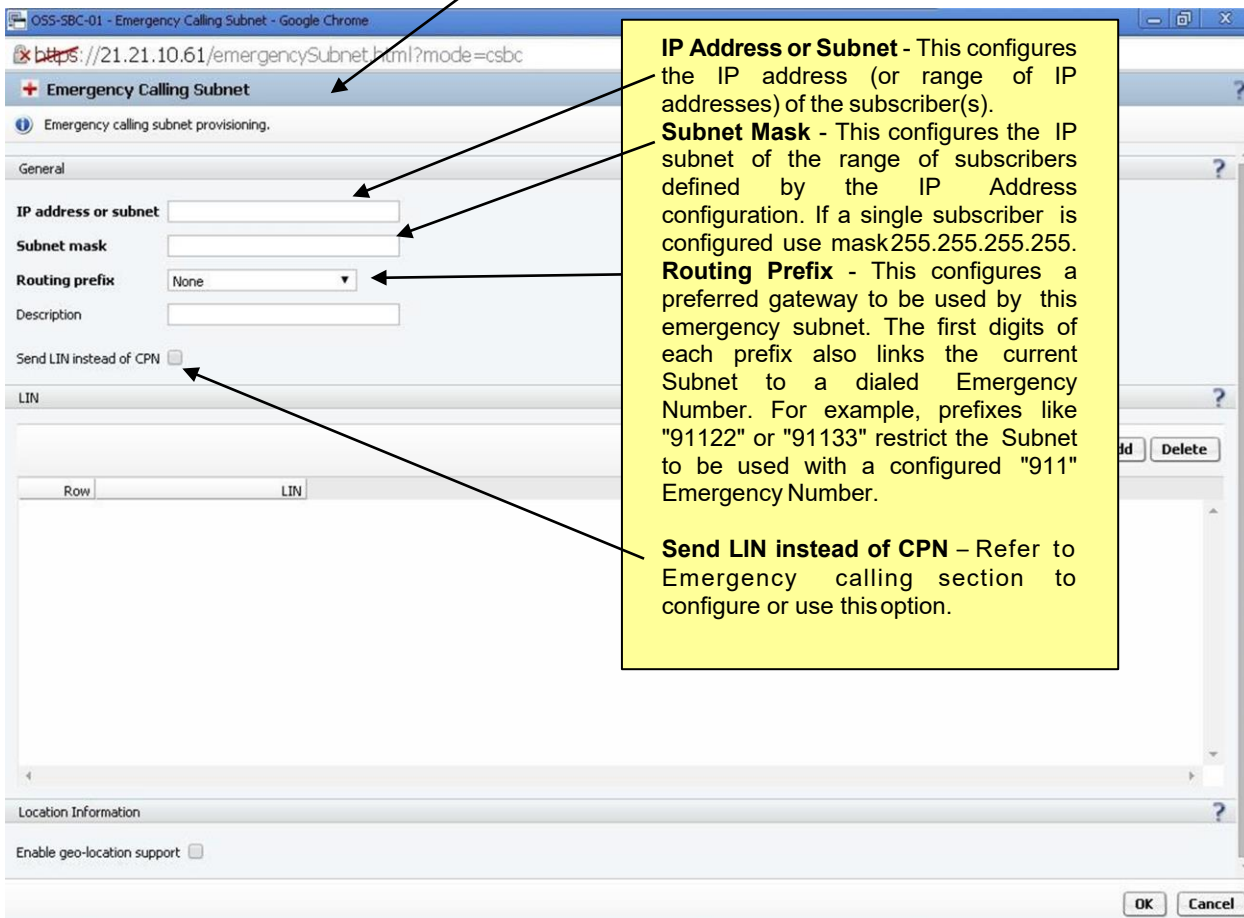 OSS-SBC-01 - Emergency Calling Subnet - Google Chrome
https://21.21.10.61/emergencySubnet.html?mode=csbc
Emergency Calling Subnet
?
Emergency calling subnet provisioning.
General
?
IP address or subnet
Subnet mask
Routing prefix
None
Description
Send LIN instead of CPN
LIN
?
dd
Delete
Row
LIN
Location Information
?
Enable geo-location support
OK
Cancel
IP Address or Subnet - This configures
the IP address (or range of IP
addresses) of the subscriber(s).
Subnet Mask - This configures the IP
subnet of the range of subscribers
defined by the IP Address
configuration. If a single subscriber is
configured use mask255.255.255.255.
Routing Prefix - This configures a
preferred gateway to be used by this
emergency subnet. The first digits of
each prefix also links the current
Subnet to a dialed Emergency
Number. For example, prefixes like
"91122" or "91133" restrict the Subnet
to be used with a configured "911"
Emergency Number.
Send LIN instead of CPN – Refer to
Emergency calling section to
configure or use thisoption.